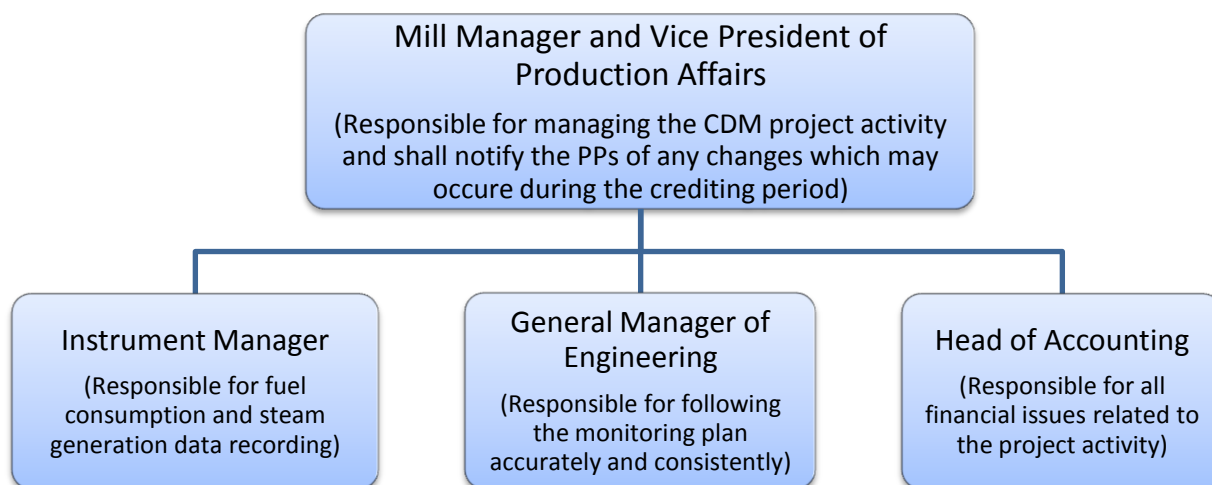 Mill Manager and Vice President of
Production Affairs
(Responsible for managing the CDM project activity
and shall notify the PPs of any changes which may
occure during the crediting period)
Instrument Manager
(Responsible for fuel
consumption and steam
generation data recording)
General Manager of
Engineering
(Responsible for following
the monitoring plan
accurately and consistently)
Head of Accounting
(Responsible for all
financial issues related to
the project activity)